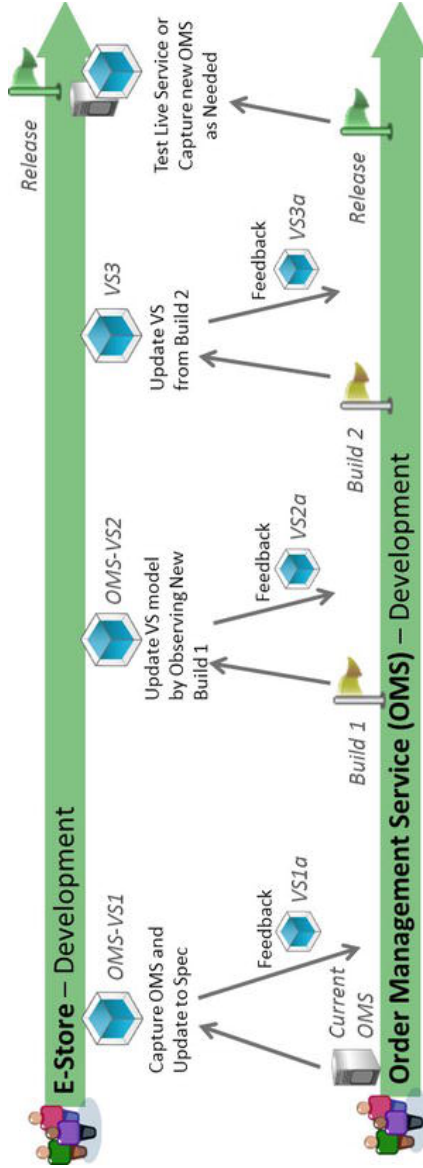 Release
E-Store – Development
OMS-VS1
Capture OMS and
Update to Spec
Feedback
VS1a
Current
OMS
OMS-VS2
Update VS model
by Observing New
Build 1
Feedback
VS2a
Build 1
VS3
Update VS
from Build 2
Feedback
VS3a
Build 2
Test Live Service or
Capture new OMS
as Needed
Release
Order Management Service (OMS) – Development